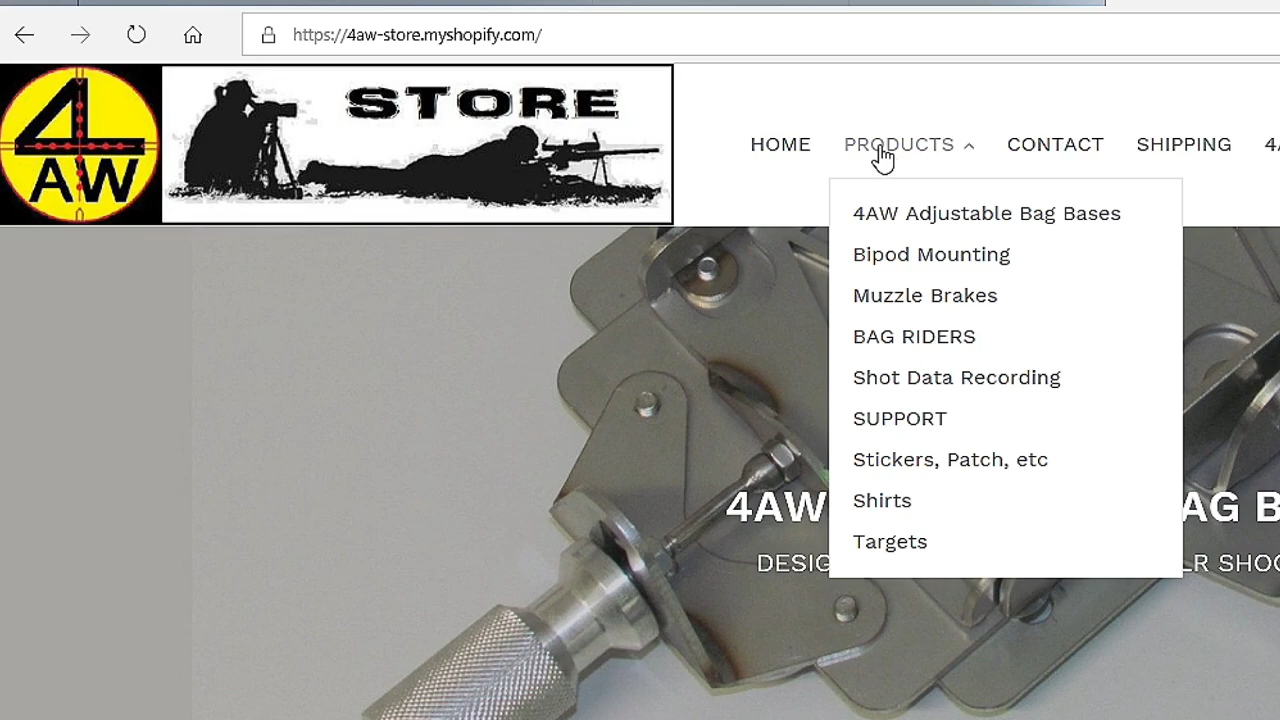 https://4aw-store.myshopify.com/
4
AW
STORE
HOME
PRODUCTS
CONTACT
SHIPPING
4AW Adjustable Bag Bases
Bipod Mounting
Muzzle Brakes
BAG RIDERS
Shot Data Recording
SUPPORT
Stickers, Patch, etc
Shirts
Targets
4AW
AG B
DESIG
LR SHOO